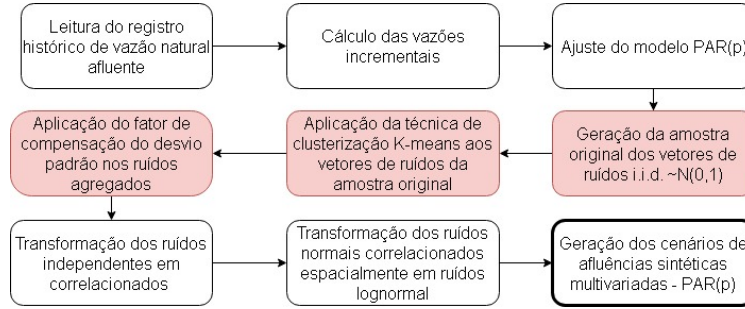 Leitura do registro
histórico de vazão natural
afluente
Cálculo das vazões
incrementais
Ajuste do modelo PAR(p)
Geração da amostra
original dos vetores de
ruídos i.i.d. ~N(0,1)
Aplicação da técnica de
clusterização K-means aos
vetores de ruídos da
amostra original
Aplicação do fator de
compensação do desvio
padrão nos ruídos
agregados
Transformação dos ruídos
independentes em
correlacionados
Transformação dos ruídos
normais correlacionados
espacialmente em ruídos
lognormal
Geração dos cenários de
afluências sintéticas
multivariadas - PAR(p)